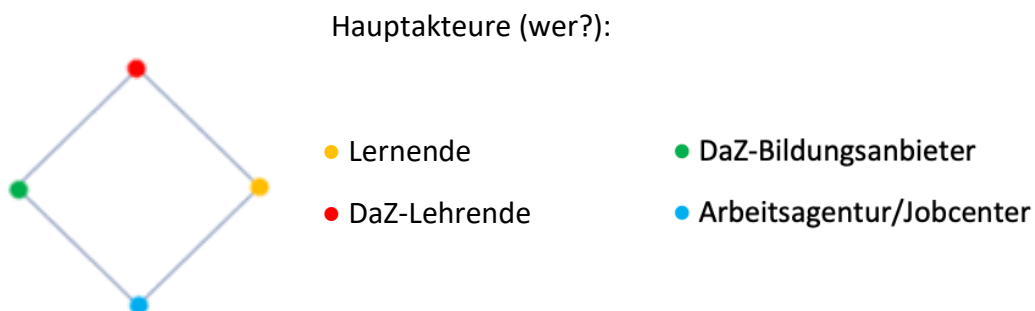 Hauptakteure (wer?):
Lernende
DaZ-Bildungsanbieter
DaZ-Lehrende
Arbeitsagentur/Jobcenter